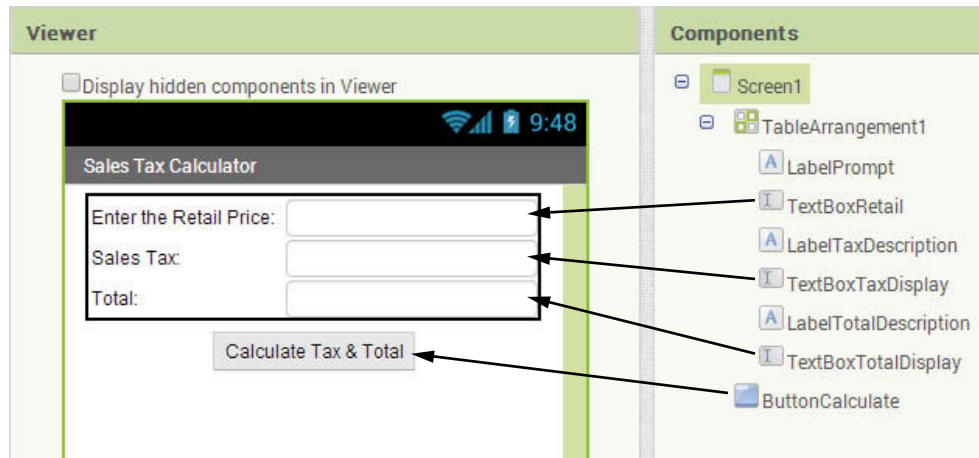 Viewer
Display hidden components in Viewer
9:48
Sales Tax Calculator
Enter the Retail Price:
Sales Tax:
Total:
Calculate Tax & Total
Components
Screen1
TableArrangement1
A LabelPrompt
I TextBoxRetail
A LabelTaxDescription
I TextBoxTaxDisplay
A LabelTotalDescription
I TextBoxTotalDisplay
ButtonCalculate